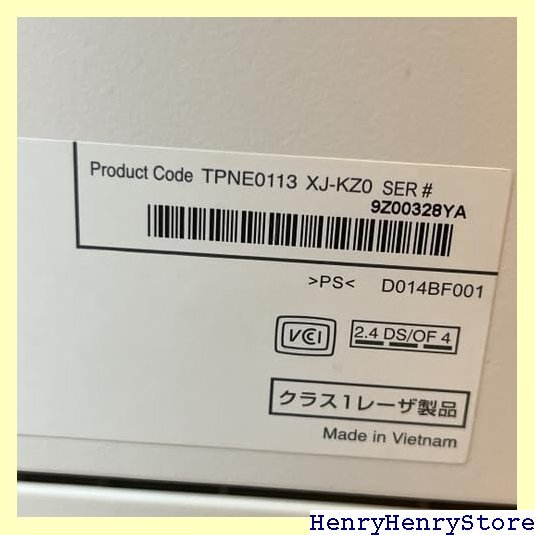 Product Code TPNE0113 XJ-KZ0 SER #
9Z00328YA
>PS< D014BF001
VCI 2.4 DS/OF 4
クラス1レーザ製品
Made in Vietnam
HenryHenryStore